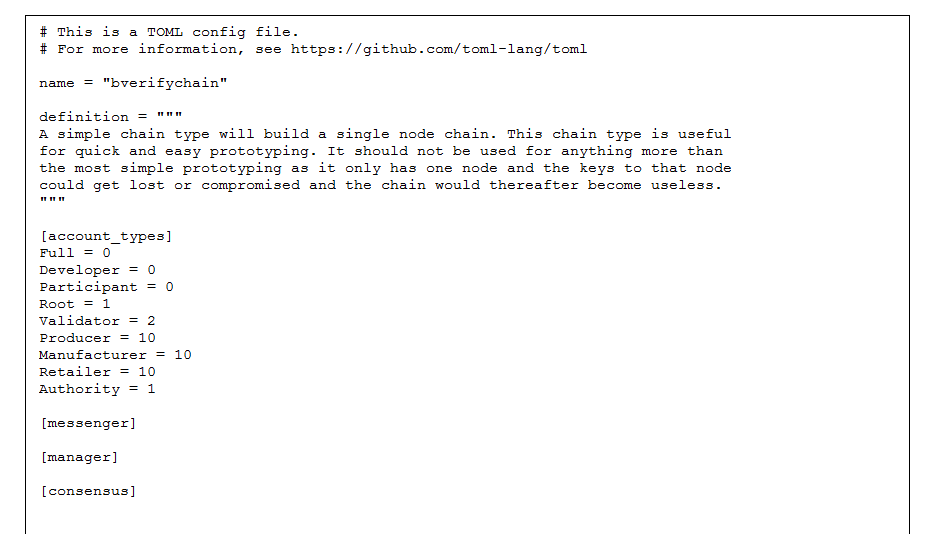 # This is a TOML config file.
# For more information, see https://github.com/toml-lang/toml
name = "bverifychain"
definition = """
A simple chain type will build a single node chain. This chain type is useful
for quick and easy prototyping. It should not be used for anything more than
the most simple prototyping as it only has one node and the keys to that node
could get lost or compromised and the chain would thereafter become useless.
"""
[account_types]
Full = 0
Developer = 0
Participant = 0
Root = 1
Validator = 2
Producer = 10
Manufacturer = 10
Retailer = 10
Authority = 1
[messenger]
[manager]
[consensus]